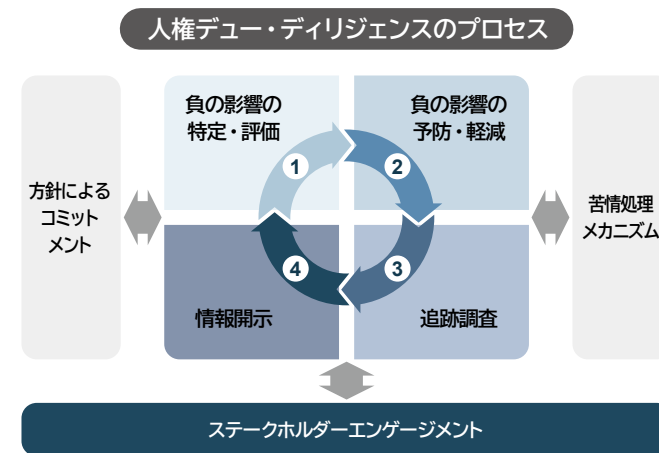 人権デュー・ディリジェンスのプロセス
方針による
コミット
メント
負の影響の
特定・評価
1
負の影響の
予防・軽減
2
追跡調査
3
情報開示
4
苦情処理
メカニズム
ステークホルダーエンゲージメント